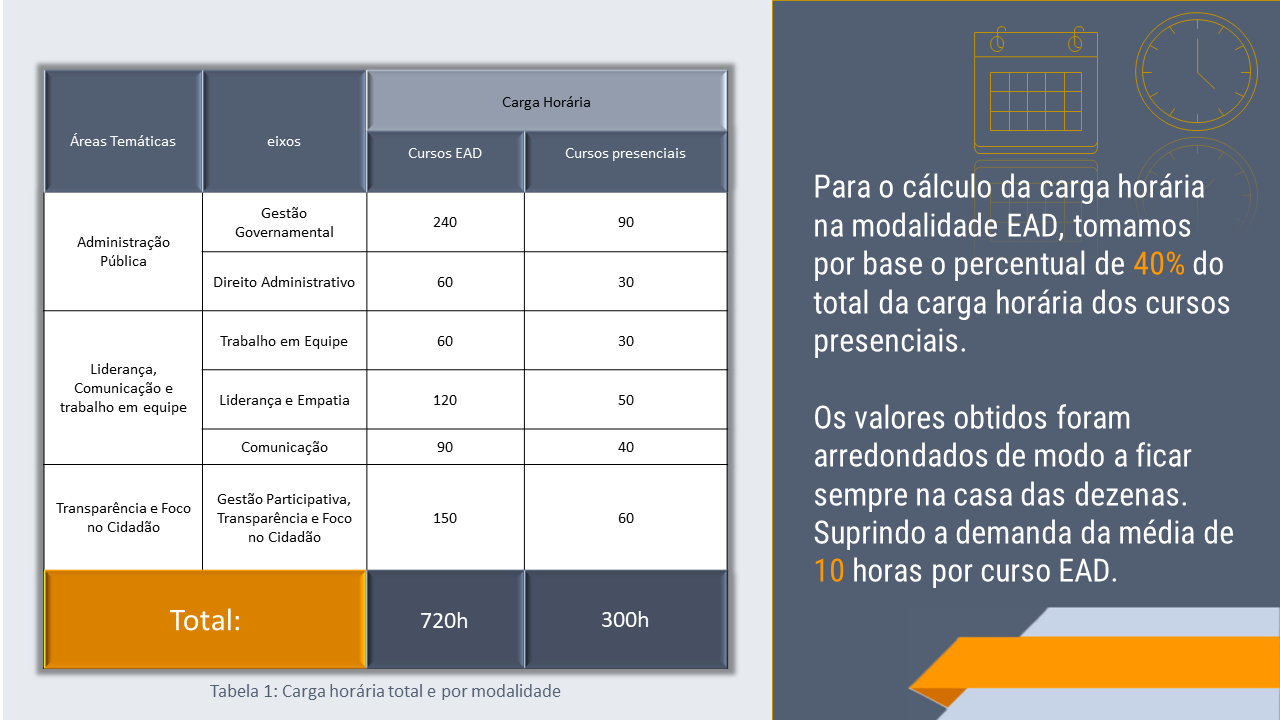 Áreas Temáticas
eixos
Carga Horária
Cursos EAD
Cursos presenciais
Administração
Pública
Gestão
Governamental
240
90
Direito Administrativo
60
30
Liderança,
Comunicação e
trabalho em equipe
Trabalho em Equipe
60
30
Liderança e Empatia
120
50
Comunicação
90
40
Transparência e Foco
no Cidadão
Gestão Participativa,
Transparência e Foco
no Cidadão
150
60
Total:
720h
300h
Tabela 1: Carga horária total e por modalidade
Para o cálculo da carga horária
na modalidade EAD, tomamos
por base o percentual de 40% do
total da carga horária dos cursos
presenciais.
Os valores obtidos foram
arredondados de modo a ficar
sempre na casa das dezenas.
Suprindo a demanda da média de
10 horas por curso EAD.